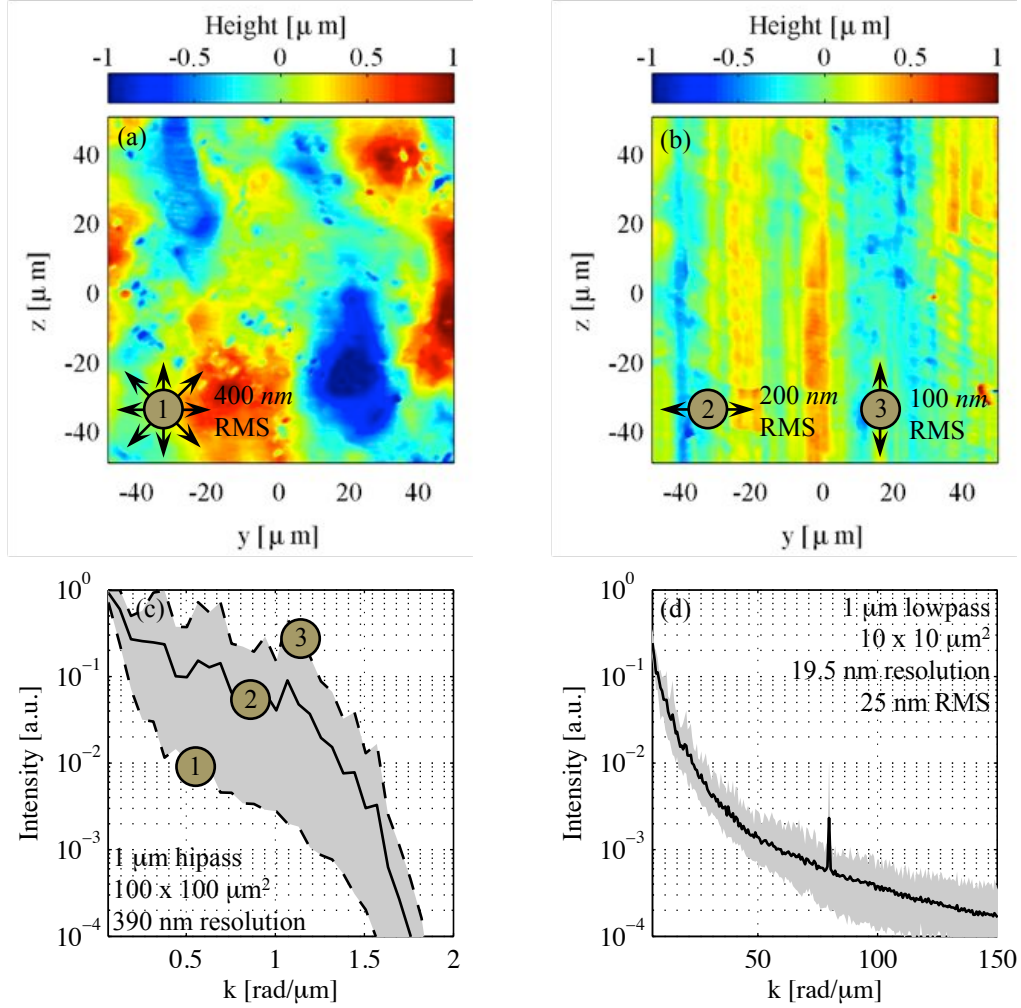 Height [μ m]
-1 -0.5 0 0.5 1
(a)
40
20
0
-20
-40
z [μ m]
1
400 nm
RMS
-40 -20 0 20 40
y [μ m]
Height [μ m]
-1 -0.5 0 0.5 1
(b)
40
20
0
-20
-40
z [μ m]
2
200 nm
RMS
3
100 nm
RMS
-40 -20 0 20 40
y [μ m]
(c)
10^0
10^-1
10^-2
10^-3
10^-4
Intensity [a.u.]
3
2
1
1 μm hipass
100 x 100 μm²
390 nm resolution
0.5 1 1.5 2
k [rad/μm]
(d)
1 μm lowpass
10 x 10 μm²
19.5 nm resolution
25 nm RMS
10^0
10^-1
10^-2
10^-3
10^-4
Intensity [a.u.]
50 100 150
k [rad/μm]